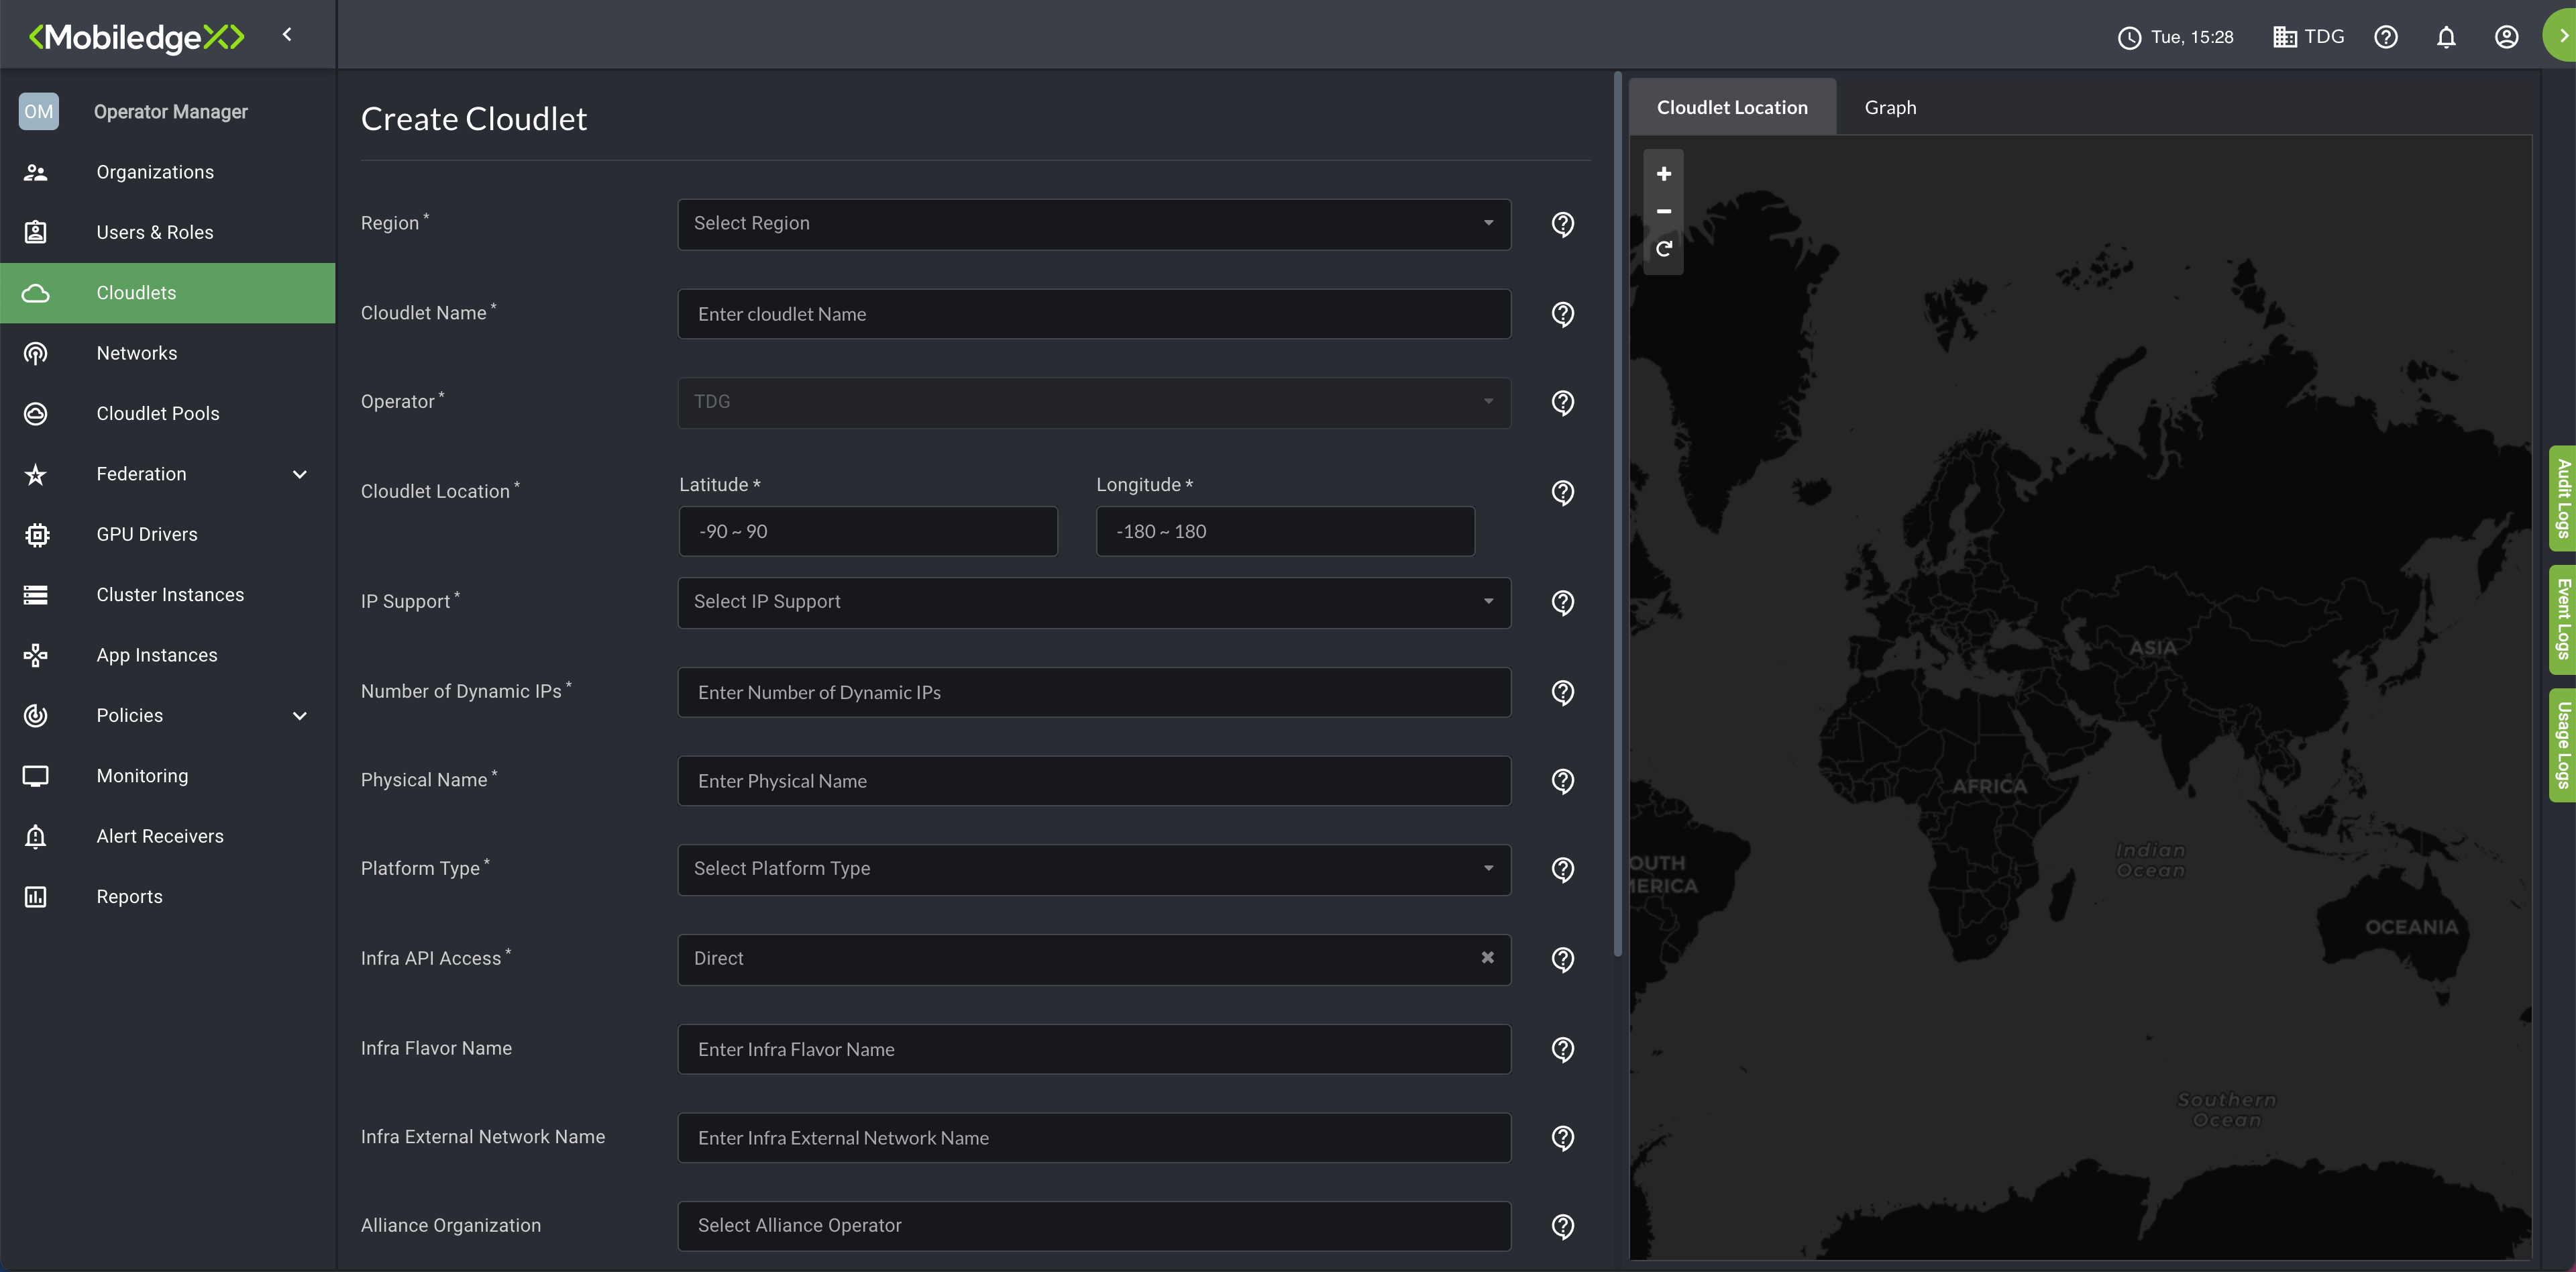 MobiledgeX
Tue, 15:28
TDG
OM
Operator Manager
Organizations
Users & Roles
Cloudlets
Networks
Cloudlet Pools
Federation
GPU Drivers
Cluster Instances
App Instances
Policies
Monitoring
Alert Receivers
Reports
Create Cloudlet
Region *
Select Region
Cloudlet Name *
Enter cloudlet Name
Operator *
TDG
Cloudlet Location *
Latitude *
Longitude *
-90 ~ 90
-180 ~ 180
IP Support *
Select IP Support
Number of Dynamic IPs *
Enter Number of Dynamic IPs
Physical Name *
Enter Physical Name
Platform Type *
Select Platform Type
Infra API Access *
Direct
Infra Flavor Name
Enter Infra Flavor Name
Infra External Network Name
Enter Infra External Network Name
Alliance Organization
Select Alliance Operator
Cloudlet Location
Graph
ASIA
AFRICA
Indian
Ocean
OUTH
MERICA
OCEANIA
Southern
Ocean
Audit Logs
Event Logs
Usage Logs